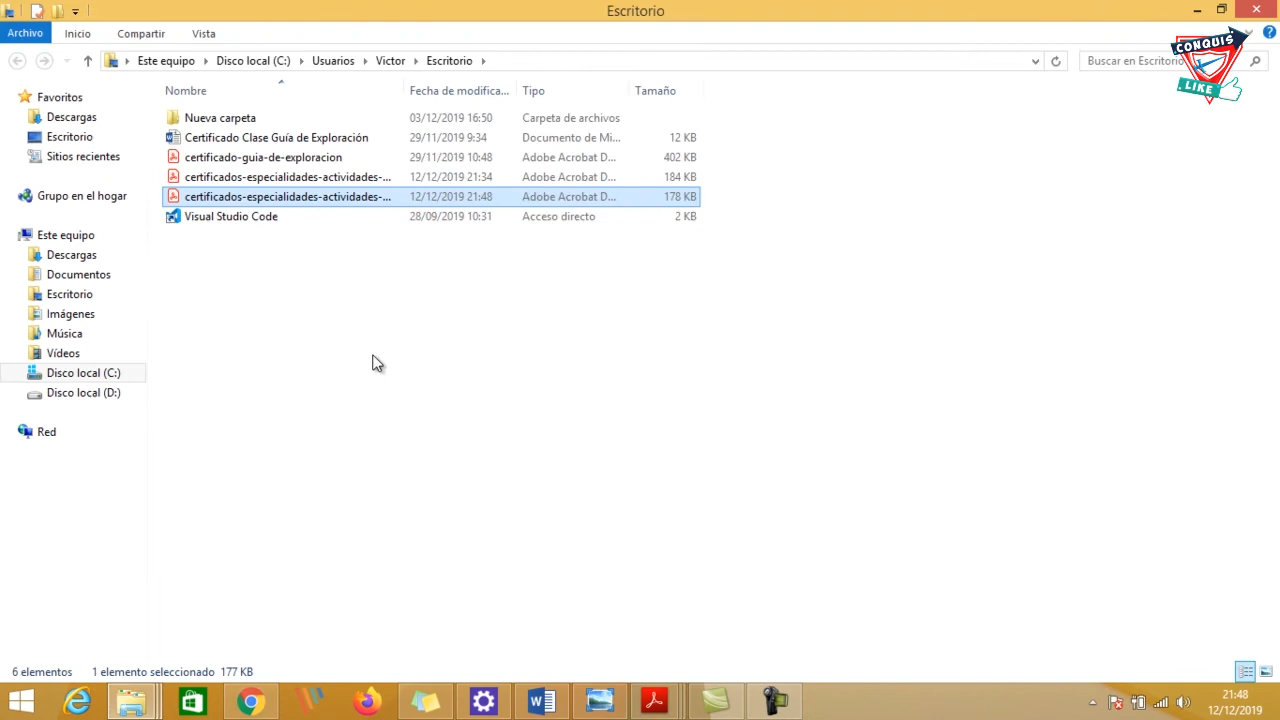 Escritorio
Archivo Inicio Compartir Vista
Este equipo Disco local (C:) Usuarios Victor Escritorio
Buscar en Escritorio
CONQUIS
LIKE
Nombre Fecha de modifica... Tipo Tamaño
Nueva carpeta 03/12/2019 16:50 Carpeta de archivos
Certificado Clase Guía de Exploración 29/11/2019 9:34 Documento de Mi... 12 KB
certificado-guia-de-exploracion 29/11/2019 10:48 Adobe Acrobat D... 402 KB
certificados-especialidades-actividades-... 12/12/2019 21:34 Adobe Acrobat D... 184 KB
certificados-especialidades-actividades-... 12/12/2019 21:48 Adobe Acrobat D... 178 KB
Visual Studio Code 28/09/2019 10:31 Acceso directo 2 KB
Favoritos
Descargas
Escritorio
Sitios recientes
Grupo en el hogar
Este equipo
Descargas
Documentos
Escritorio
Imágenes
Música
Vídeos
Disco local (C:)
Disco local (D:)
Red
6 elementos 1 elemento seleccionado 177 KB
21:48
12/12/2019